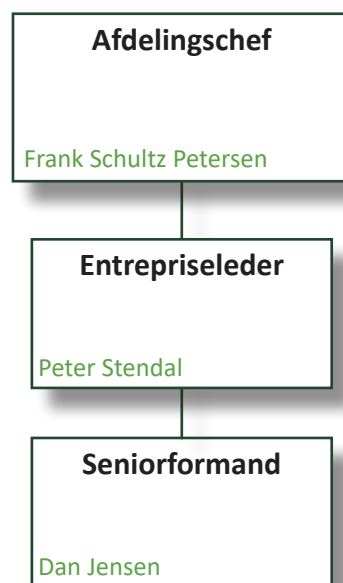 Afdelingschef
Frank Schultz Petersen
Entrepriseleder
Peter Stendal
Seniorformand
Dan Jensen